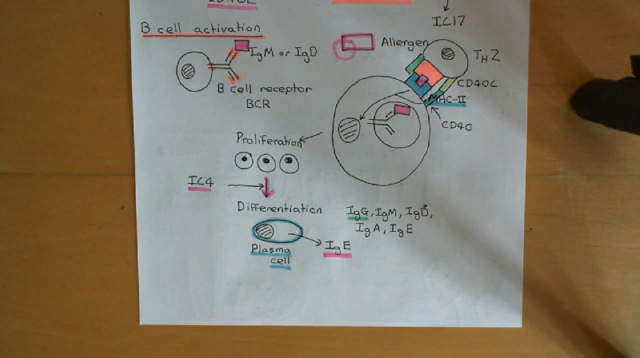 CD40L
IL17
B cell activation
IgM or IgD
Allergen
TH2
CD40L
B cell receptor
BCR
MHC-II
CD40
Proliferation
IL4
Differentiation
IgG, IgM, IgD,
IgA, IgE
Plasma
cell
IgE